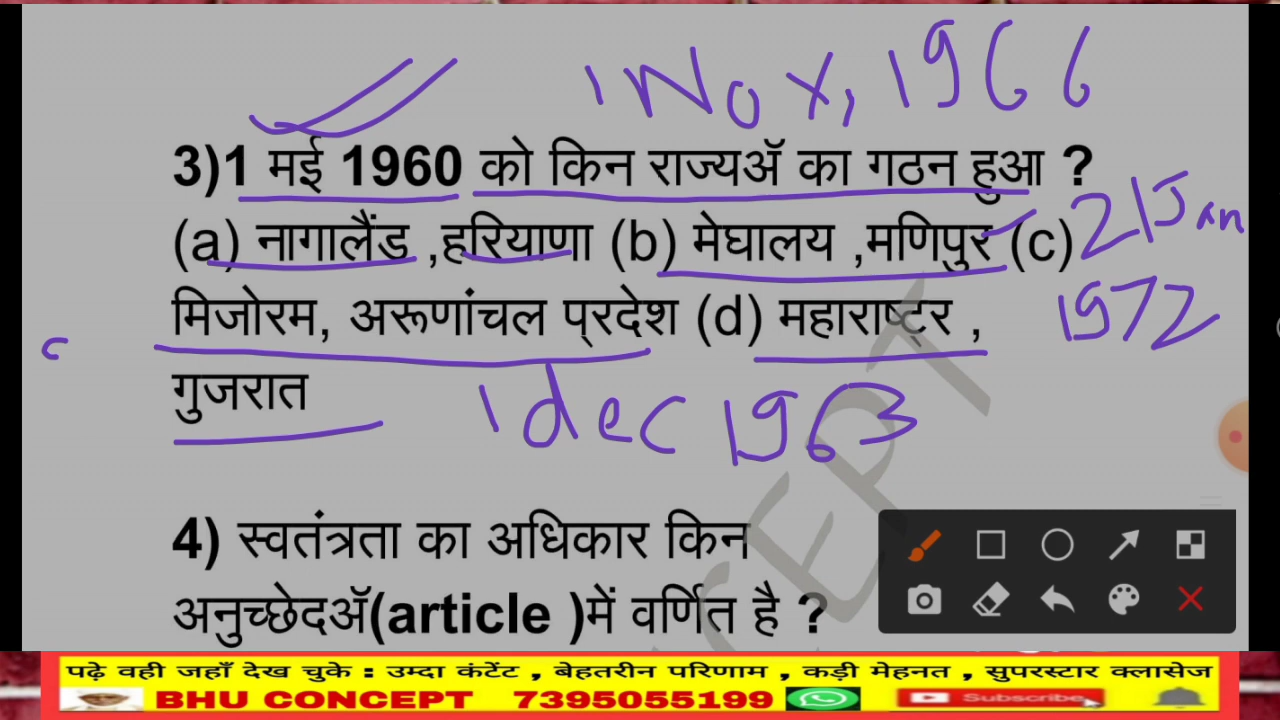 1 Nov, 1966
3)1 मई 1960 को किन राज्यअॅ का गठन हुआ ?
(a) नागालैंड ,हरियाणा (b) मेघालय ,मणिपुर (c)
21 Jan
मिजोरम, अरूणांचल प्रदेश (d) महाराष्ट्र ,
1972
c
गुजरात
1 dec 1963
4) स्वतंत्रता का अधिकार किन
अनुच्छेदअॅ(article )में वर्णित है ?
CEPT
पढ़े वही जहाँ देख चुके : उम्दा कंटेंट , बेहतरीन परिणाम , कड़ी मेहनत , सुपरस्टार क्लासेज
BHU CONCEPT 7395055199 Subscribe